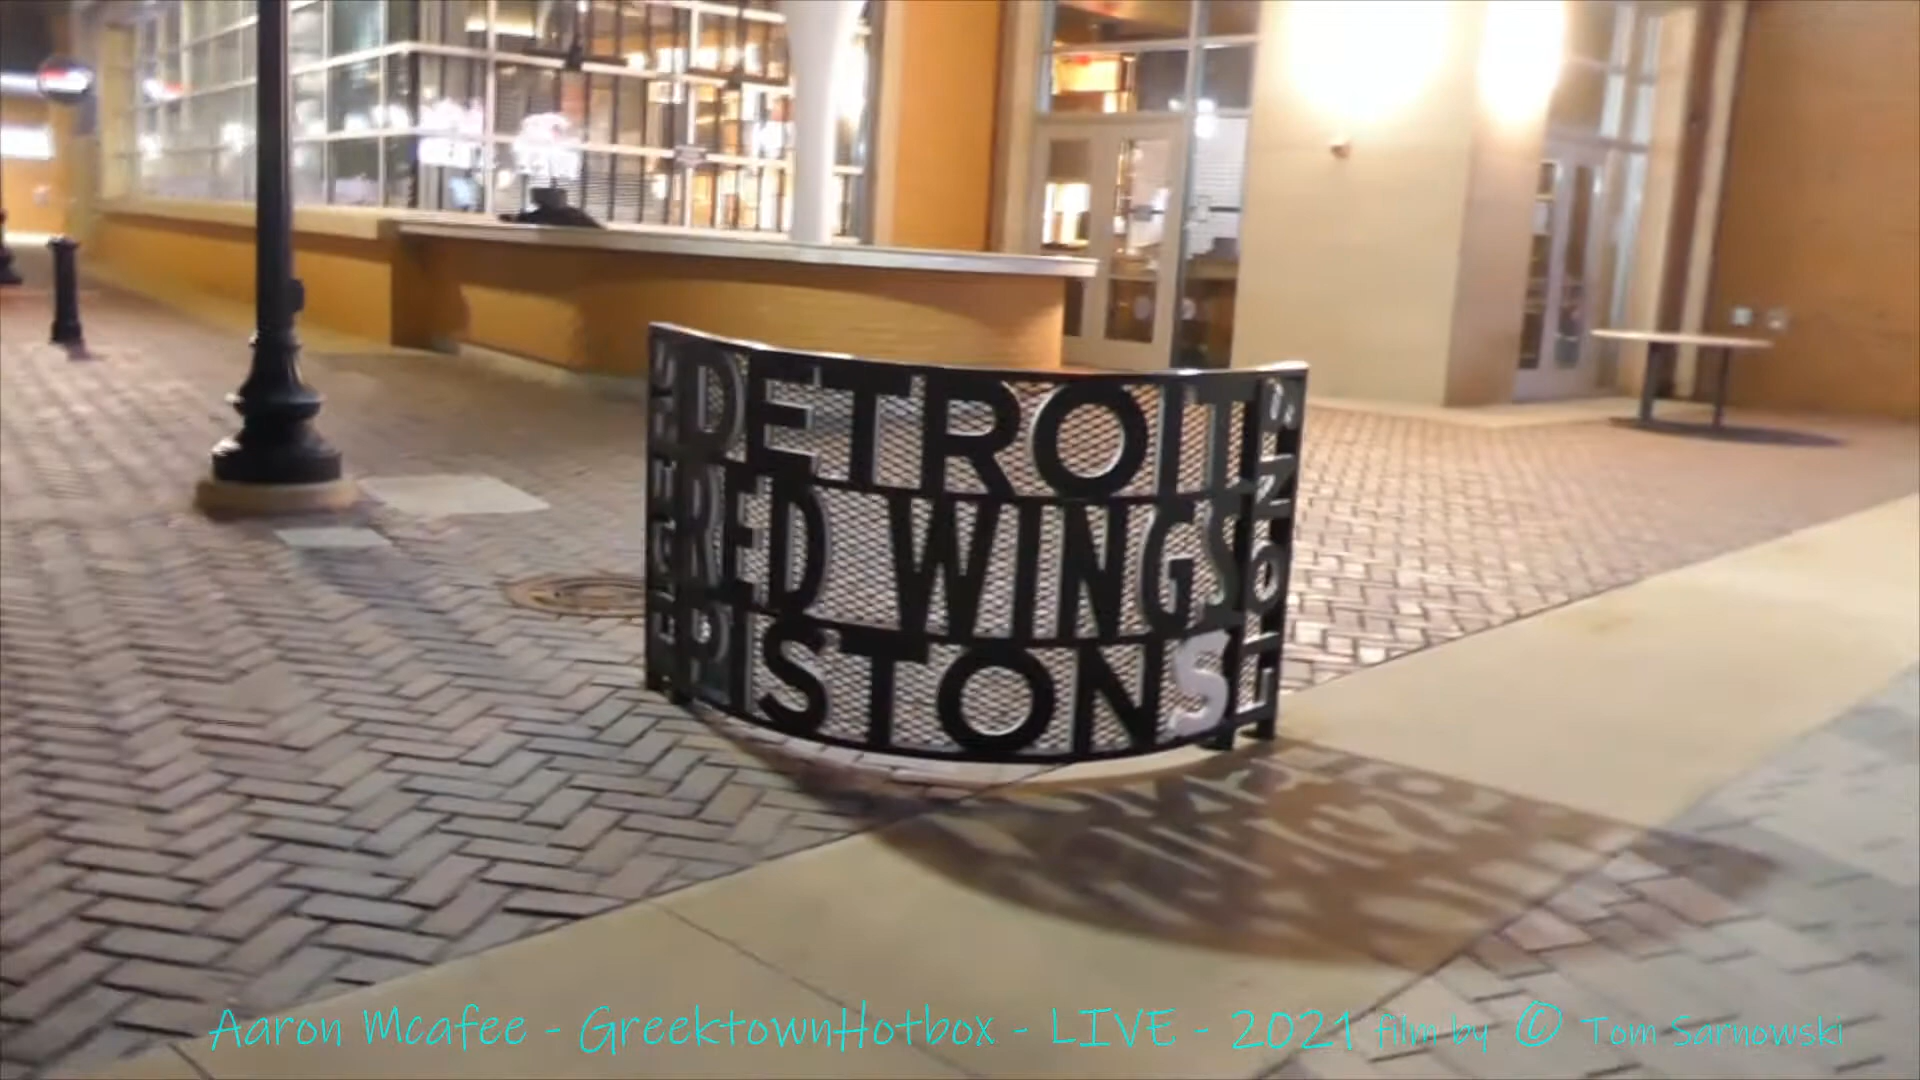 DETROIT
RED WINGS
PISTONS
Aaron Mcafee - GreektownHotbox - LIVE - 2021 film by © Tom Sarnowski